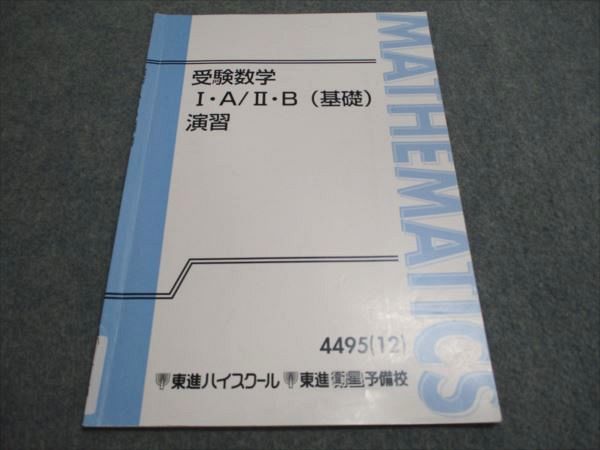 受験数学
Ⅰ・A/Ⅱ・B（基礎）
演習
MATHEMATICS
4495(12)
東進ハイスクール 東進衛星予備校